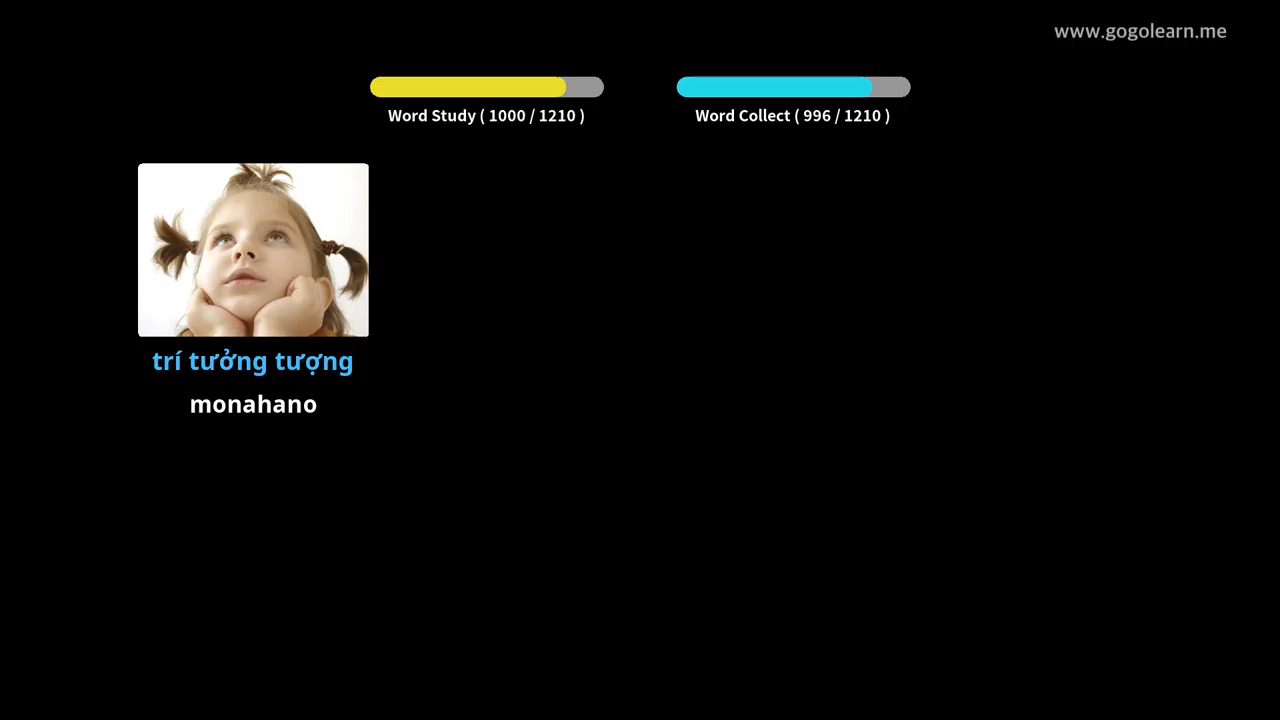 www.gogolearn.me
Word Study ( 1000 / 1210 )
Word Collect ( 996 / 1210 )
trí tưởng tượng
monahano